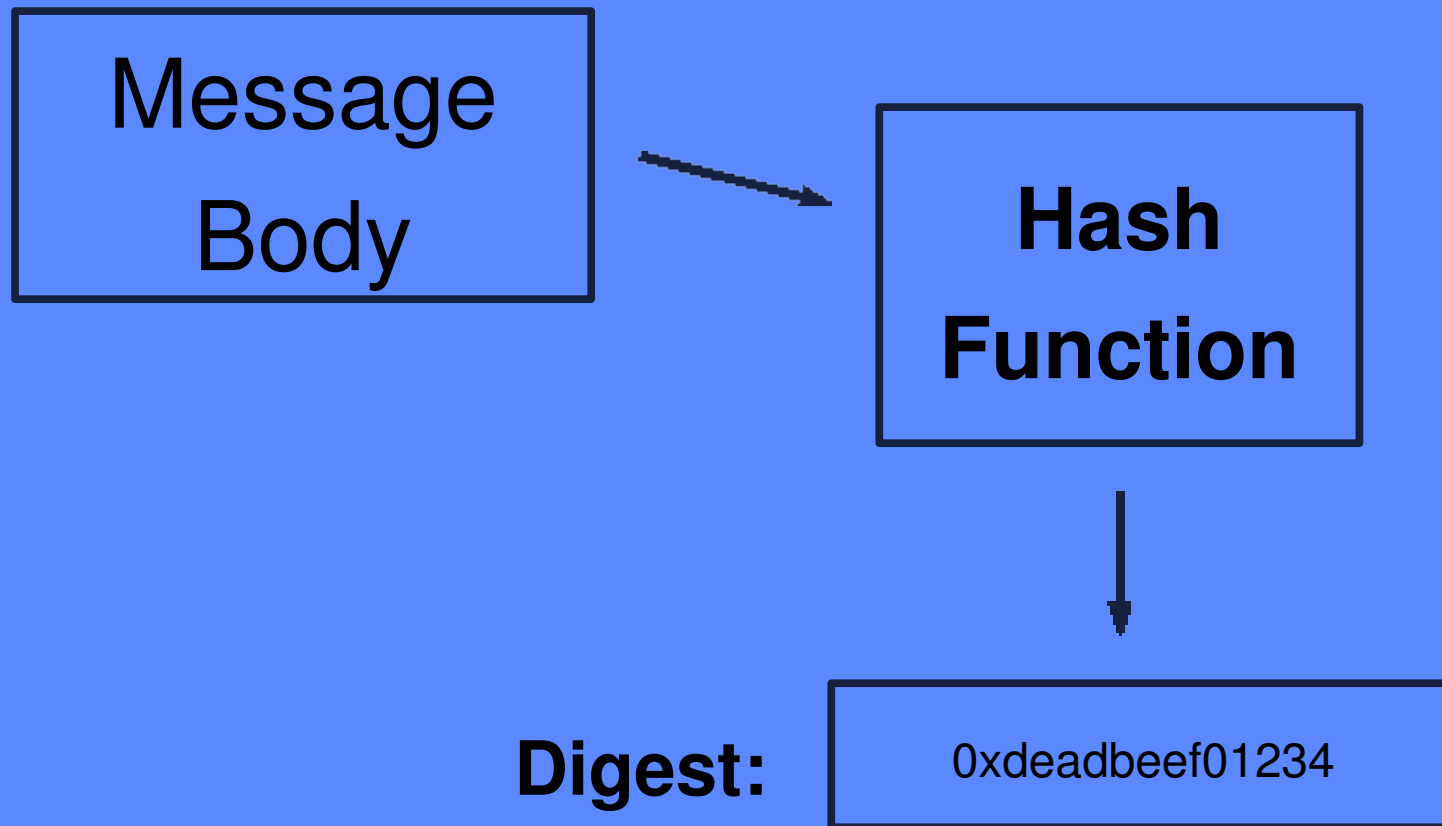 Message
Body
Hash
Function
Digest:
0xdeadbeef01234